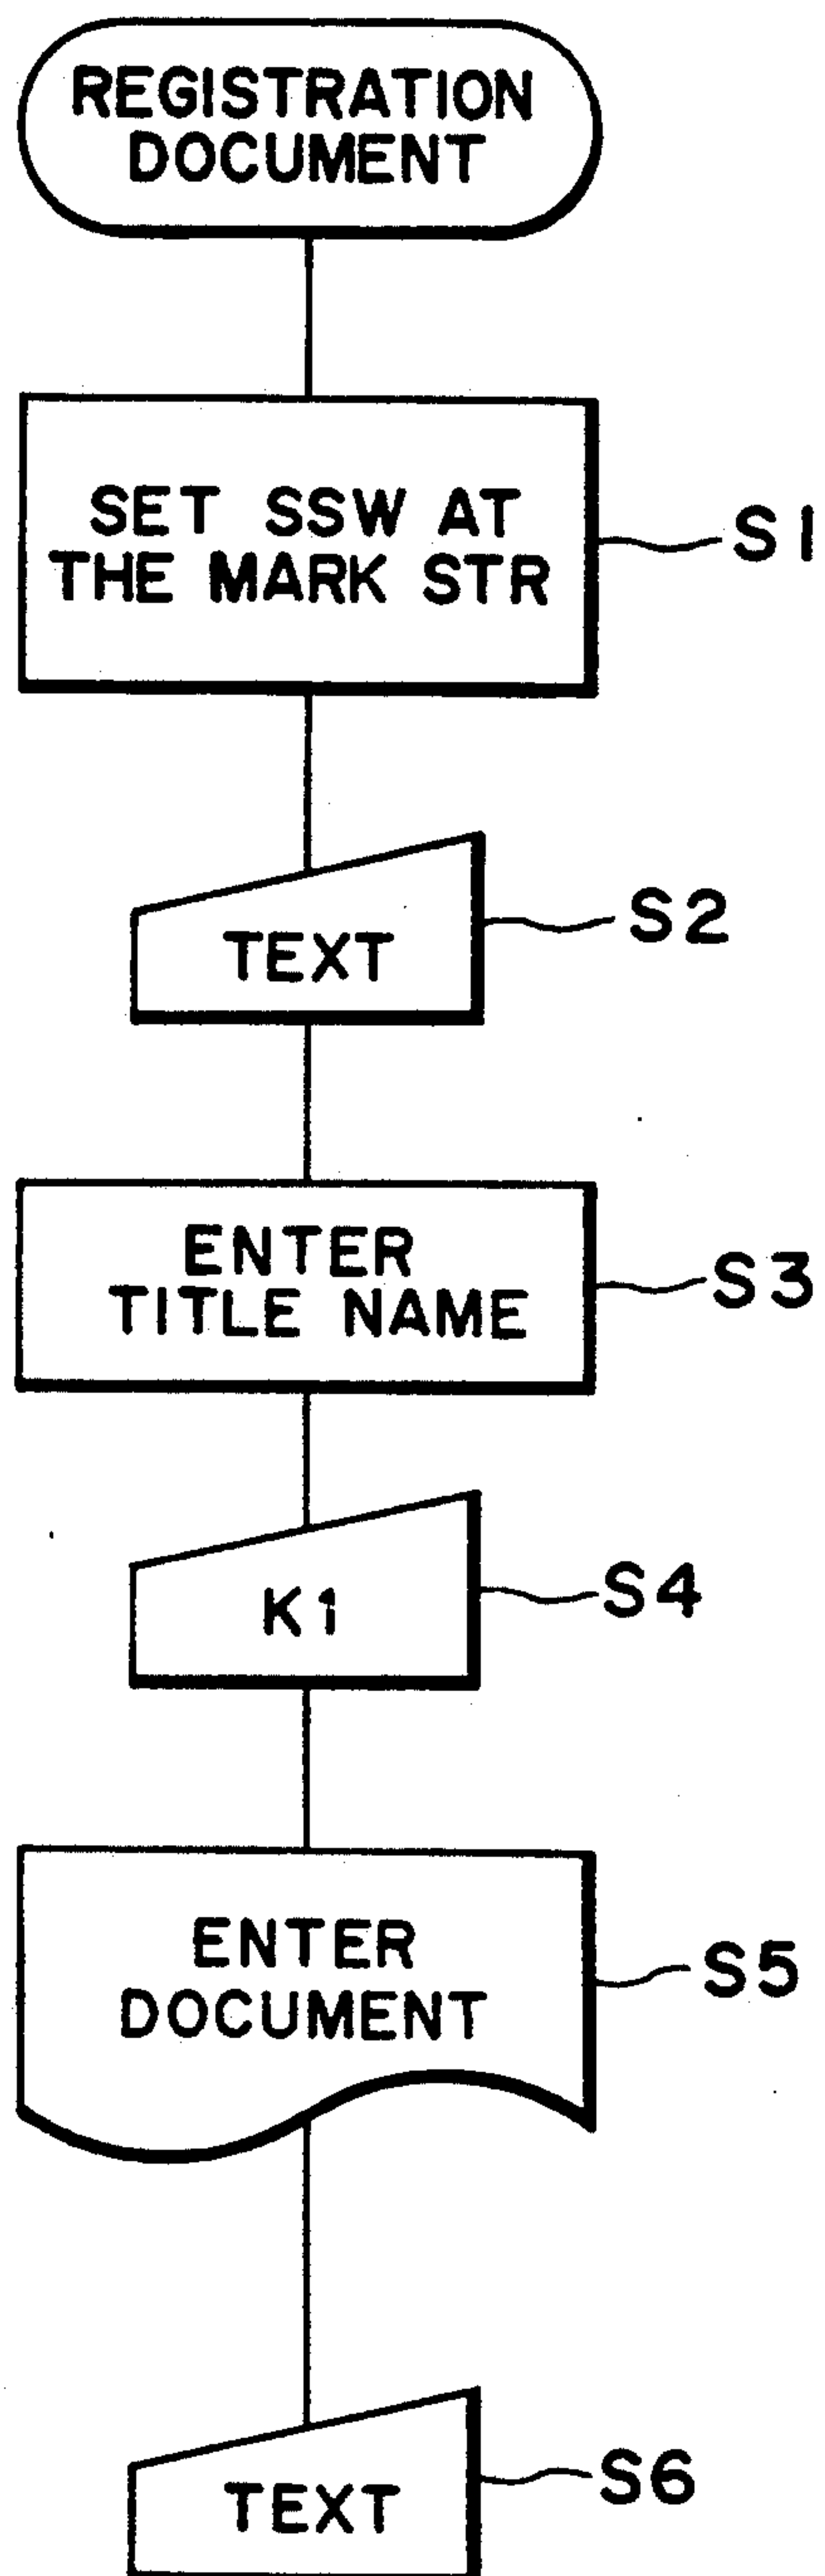 REGISTRATION
DOCUMENT
SET SSW AT
THE MARK STR
S1
TEXT
S2
ENTER
TITLE NAME
S3
K1
S4
ENTER
DOCUMENT
S5
TEXT
S6